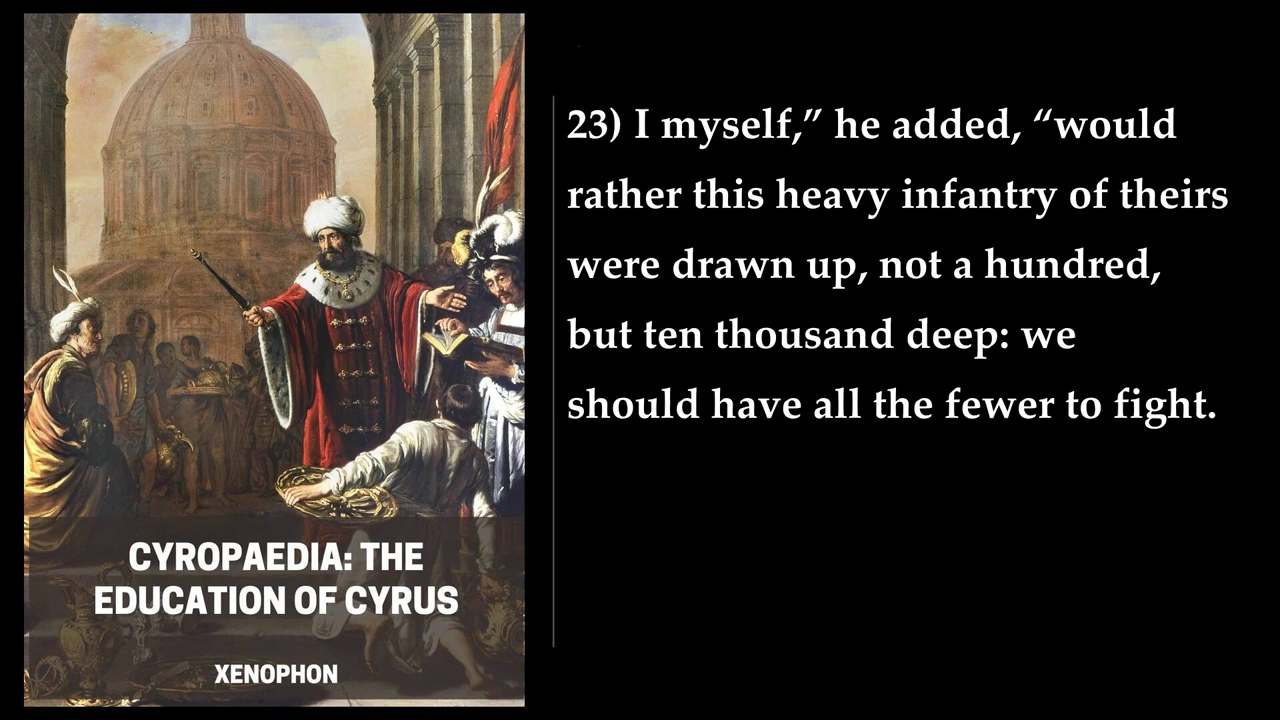 CYROPAEDIA: THE
EDUCATION OF CYRUS
XENOPHON
23) I myself,” he added, “would
rather this heavy infantry of theirs
were drawn up, not a hundred,
but ten thousand deep: we
should have all the fewer to fight.